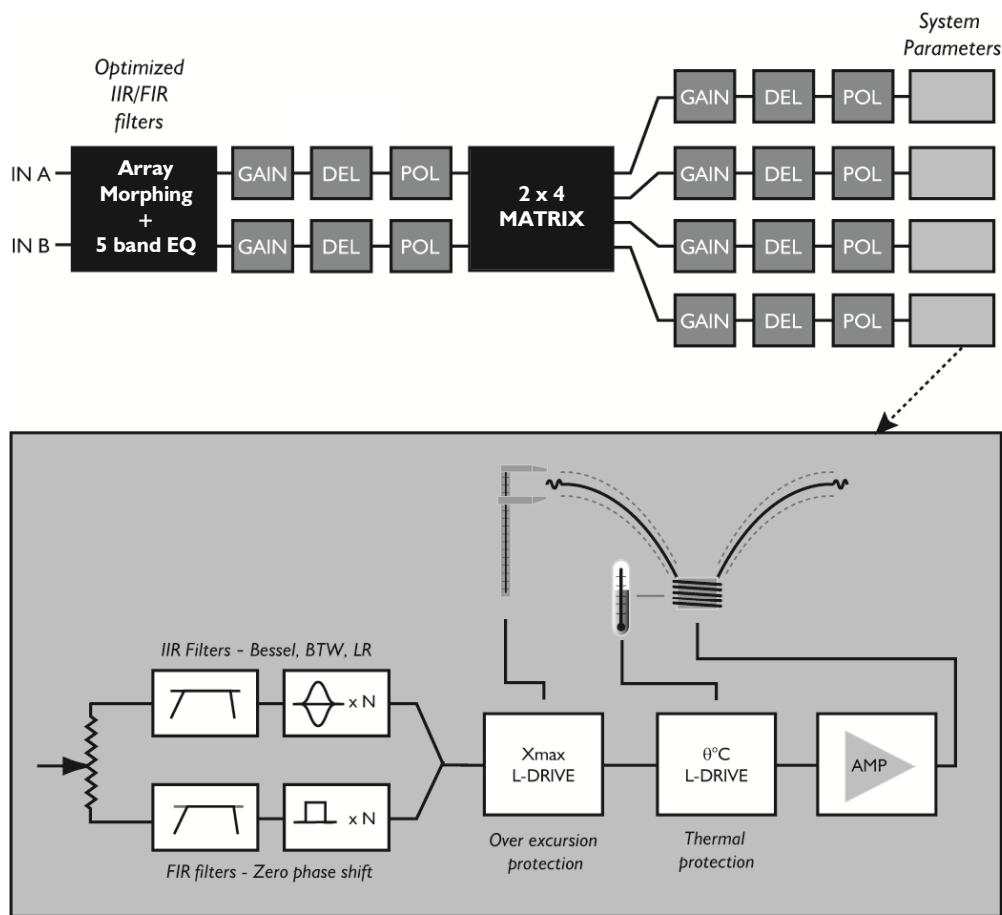 System
Parameters
Optimized
IIR/FIR
filters
GAIN DEL POL
IN A
Array
Morphing
+
5 band EQ
GAIN DEL POL
2 x 4
MATRIX
GAIN DEL POL
IN B
GAIN DEL POL
GAIN DEL POL
GAIN DEL POL
IIR Filters - Bessel, BTW, LR
x N
Xmax
L-DRIVE
θ°C
L-DRIVE
AMP
x N
Over excursion
protection
Thermal
protection
FIR filters - Zero phase shift